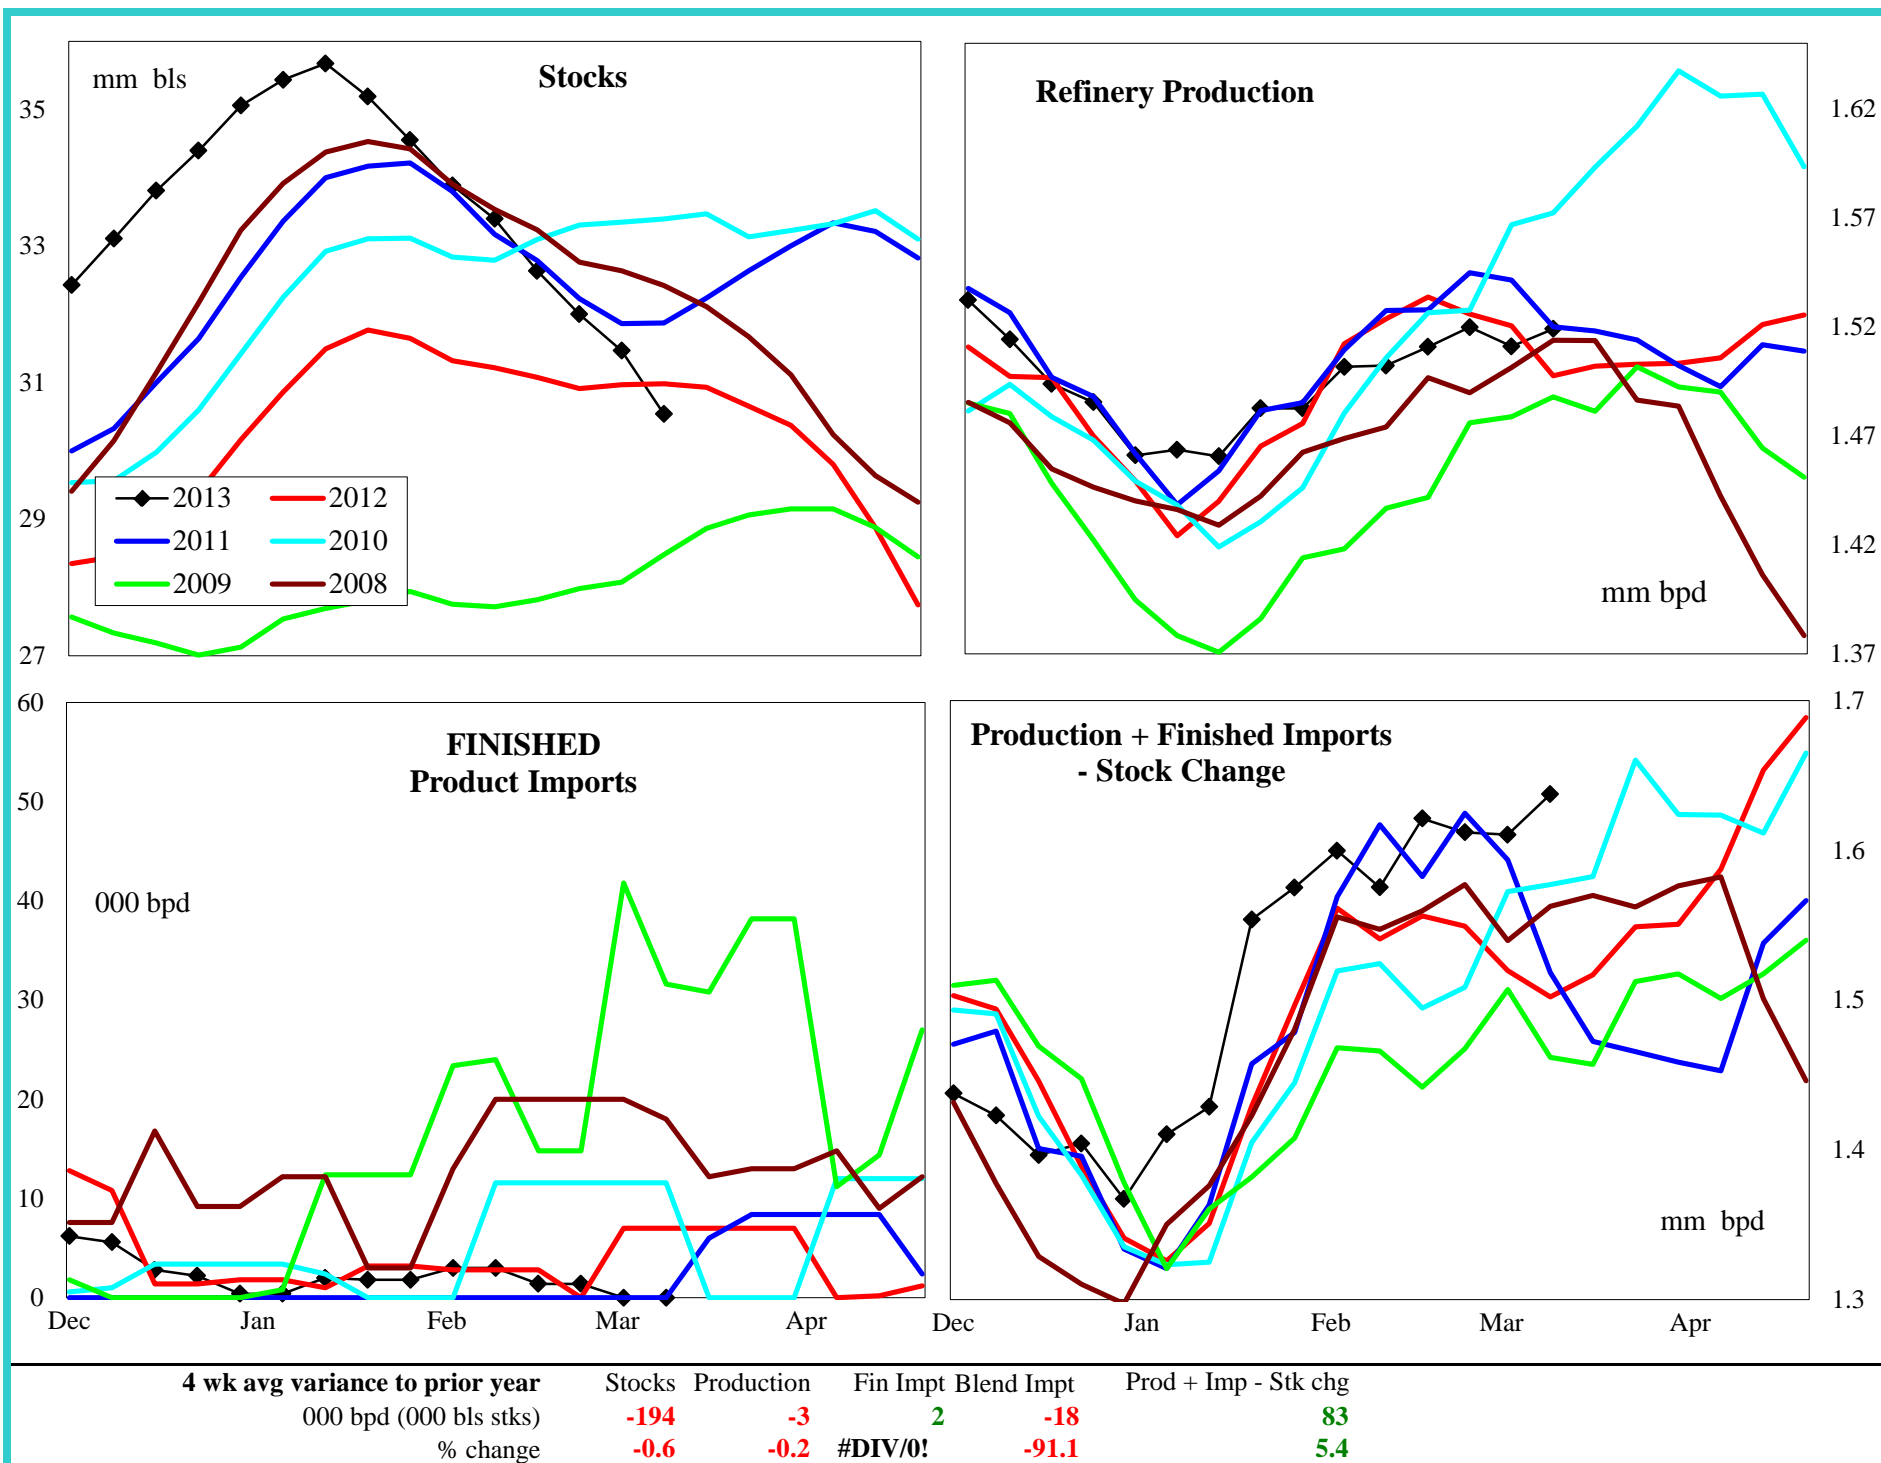 mm  bls
Stocks
35
33
31
29
27
2013
2012
2011
2010
2009
2008
Refinery Production
mm bpd
1.62
1.57
1.52
1.47
1.42
1.37
60
50
40
30
20
10
0
FINISHED
Product Imports
000 bpd
Dec Jan Feb Mar Apr
Production + Finished Imports
- Stock Change
mm  bpd
1.7
1.6
1.5
1.4
1.3
Dec Jan Feb Mar Apr
4 wk avg variance to prior year Stocks Production Fin Impt Blend Impt Prod + Imp - Stk chg
000 bpd (000 bls stks) -194 -3 2 -18 83
% change -0.6 -0.2 #DIV/0! -91.1 5.4